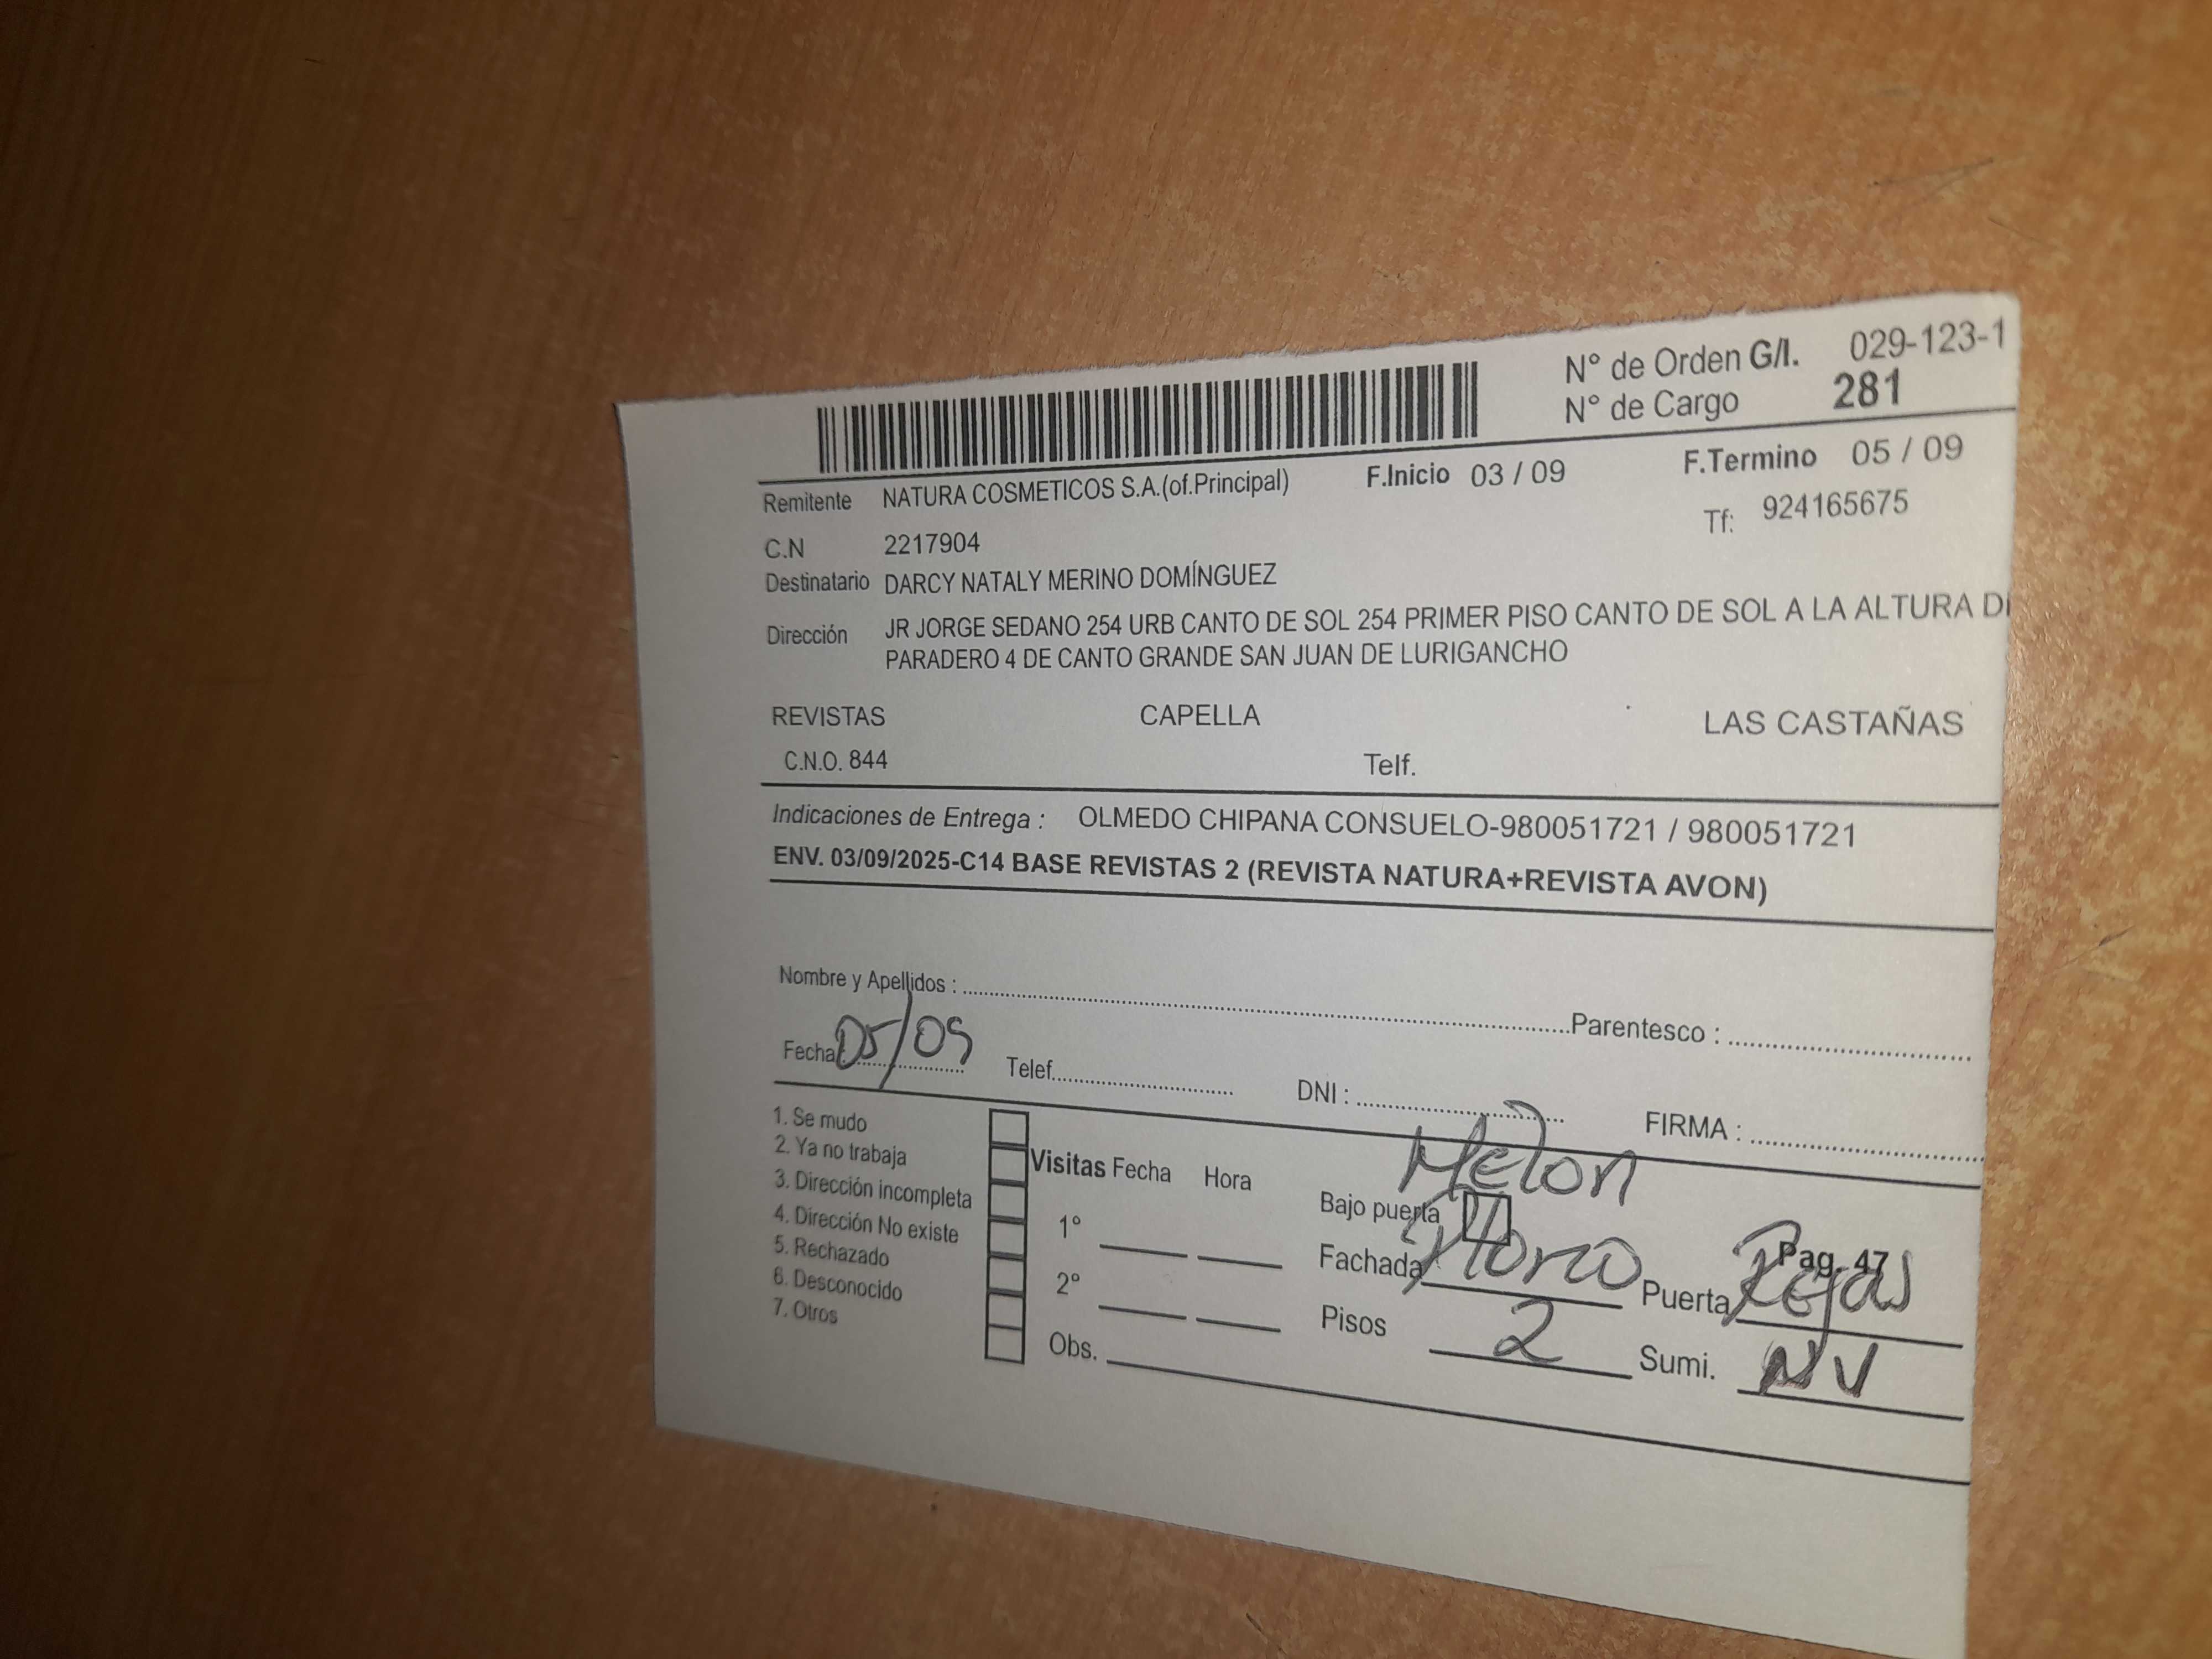 N° de Orden G/I. 029-123-1
N° de Cargo 281
Remitente NATURA COSMETICOS S.A.(of.Principal) F.Inicio 03 / 09 F.Termino 05 / 09
C.N 2217904 Tf: 924165675
Destinatario DARCY NATALY MERINO DOMÍNGUEZ
Dirección JR JORGE SEDANO 254 URB CANTO DE SOL 254 PRIMER PISO CANTO DE SOL A LA ALTURA
PARADERO 4 DE CANTO GRANDE SAN JUAN DE LURIGANCHO
REVISTAS CAPELLA LAS CASTAÑAS
C.N.O. 844 Telf.
Indicaciones de Entrega : OLMEDO CHIPANA CONSUELO-980051721 / 980051721
ENV. 03/09/2025-C14 BASE REVISTAS 2 (REVISTA NATURA+REVISTA AVON)
Nombre y Apellidos : Parentesco :
Fecha: 05/09 Telef. DNI : FIRMA :
1. Se mudo
2. Ya no trabaja
3. Dirección incompleta
4. Dirección No existe
5. Rechazado
6. Desconocido
7. Otros
Visitas Fecha Hora
1°
2°
Obs.
Melon
Bajo puerta
Pag. 47
Fachada Puerta Rejas
Pisos 2 Sumi. NV